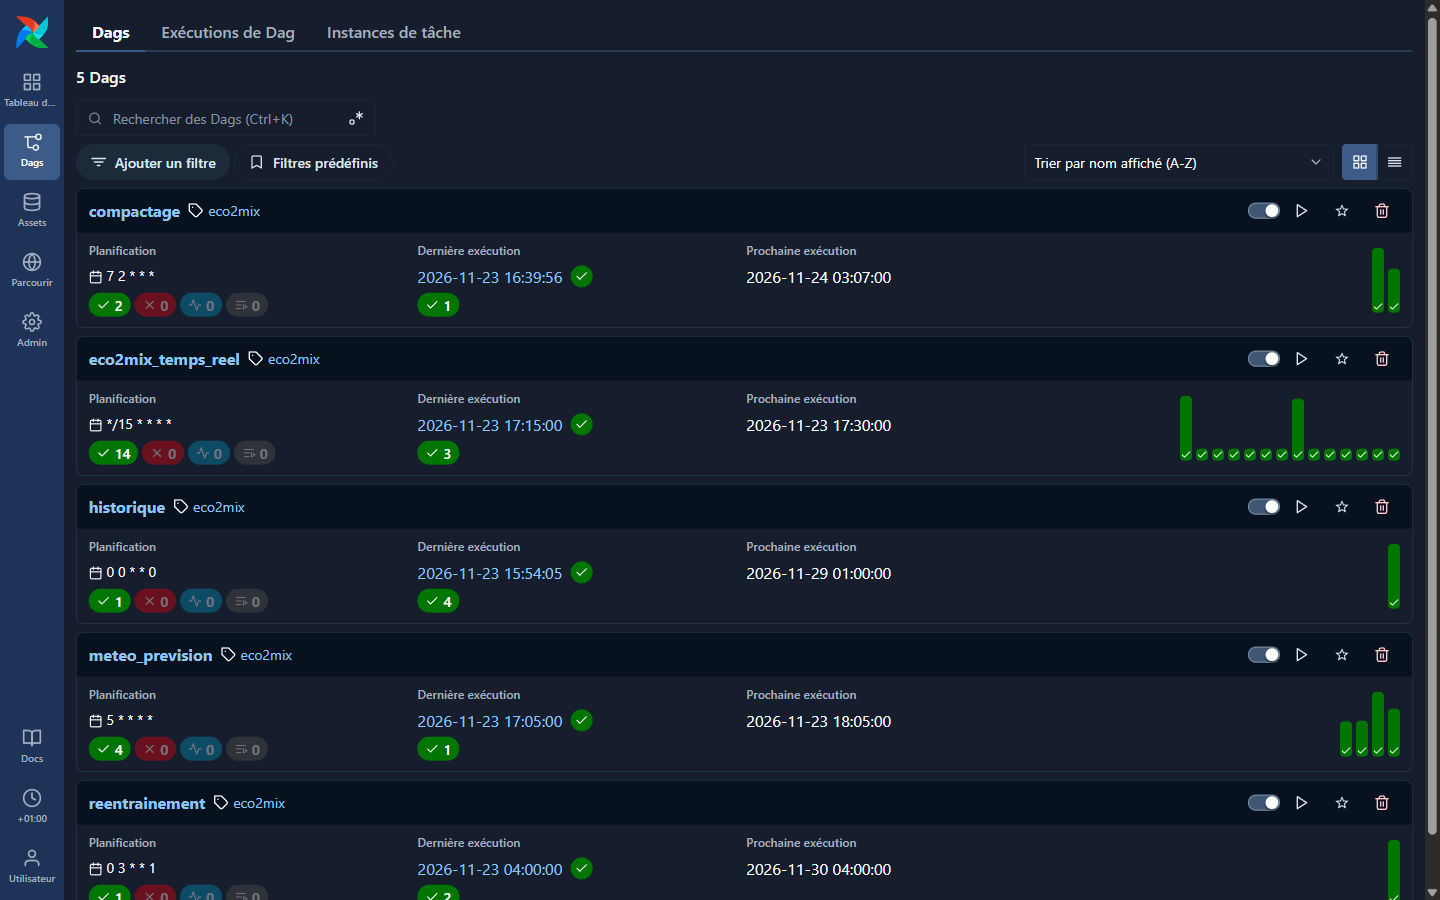 Dags Exécutions de Dag Instances de tâche
5 Dags
Rechercher des Dags (Ctrl+K)
Ajouter un filtre Filtres prédéfinis Trier par nom affiché (A-Z)
Tableau d...
Dags
Assets
Parcourir
Admin
Docs
+01:00
Utilisateur
compactage eco2mix
Planification Dernière exécution Prochaine exécution
7 2 * * * 2026-11-23 16:39:56 2026-11-24 03:07:00
2 0 0 0 1
eco2mix_temps_reel eco2mix
Planification Dernière exécution Prochaine exécution
*/15 * * * * 2026-11-23 17:15:00 2026-11-23 17:30:00
14 0 0 0 3
historique eco2mix
Planification Dernière exécution Prochaine exécution
0 0 * * 0 2026-11-23 15:54:05 2026-11-29 01:00:00
1 0 0 0 4
meteo_prevision eco2mix
Planification Dernière exécution Prochaine exécution
5 * * * * 2026-11-23 17:05:00 2026-11-23 18:05:00
4 0 0 0 1
reentrainement eco2mix
Planification Dernière exécution Prochaine exécution
0 3 * * 1 2026-11-23 04:00:00 2026-11-30 04:00:00
1 0 0 0 2